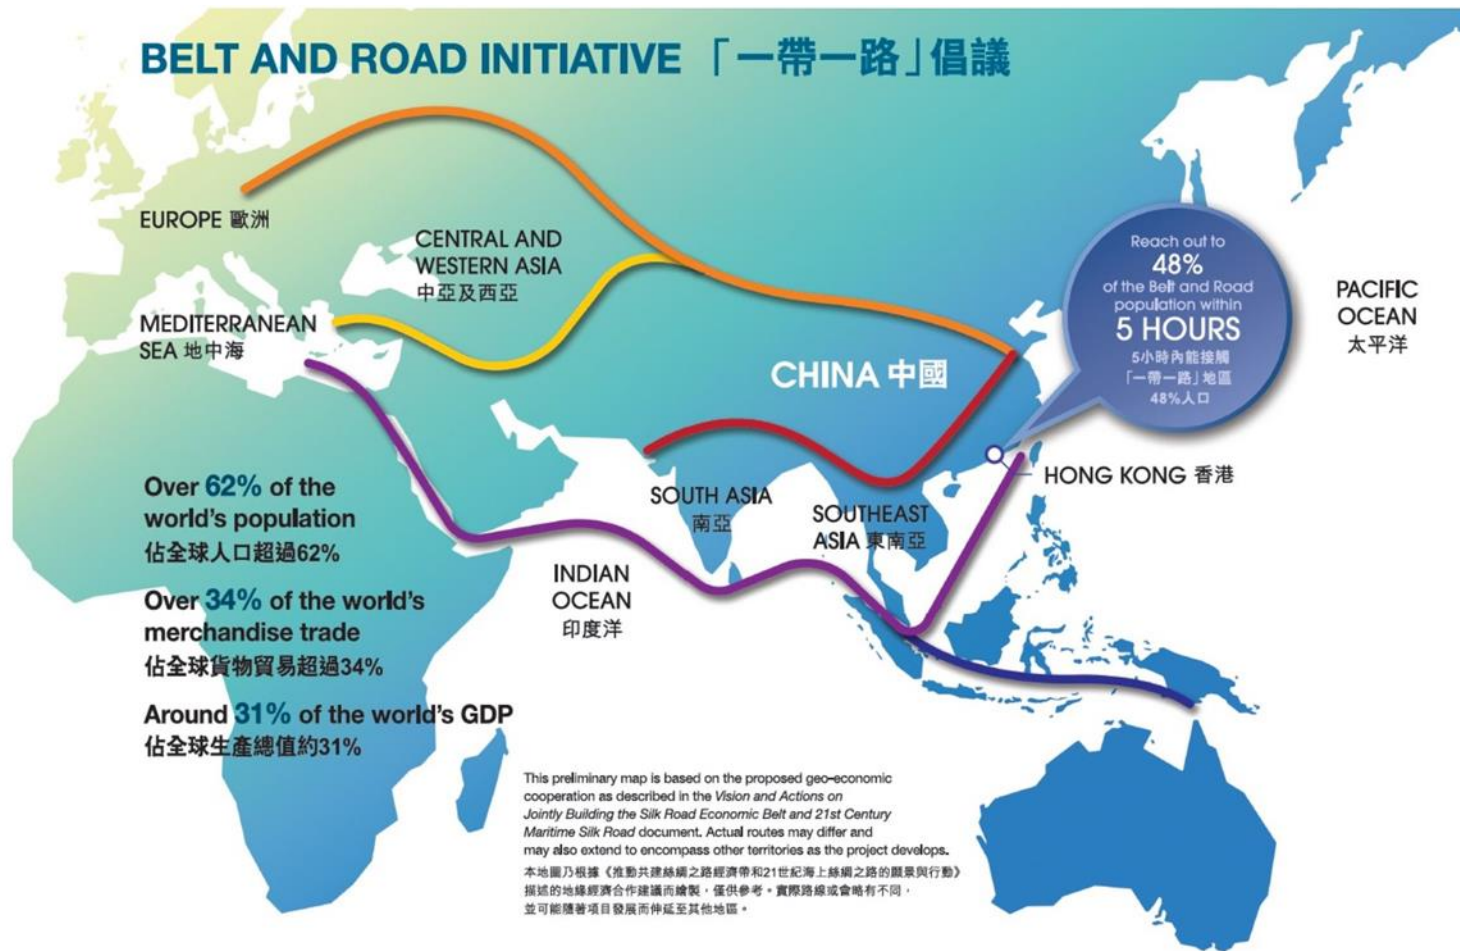 BELT AND ROAD INITIATIVE 「一帶一路」倡議
EUROPE 歐洲
CENTRAL AND
WESTERN ASIA
中亞及西亞
MEDITERRANEAN
SEA 地中海
Reach out to
48%
of the Belt and Road
population within
5 HOURS
5小時內能接觸
「一帶一路」地區
48%人口
PACIFIC
OCEAN
太平洋
CHINA 中國
HONG KONG 香港
SOUTH ASIA
南亞
SOUTHEAST
ASIA 東南亞
INDIAN
OCEAN
印度洋
Over 62% of the
world's population
佔全球人口超過62%
Over 34% of the world's
merchandise trade
佔全球貨物貿易超過34%
Around 31% of the world's GDP
佔全球生產總值約31%
This preliminary map is based on the proposed geo-economic
cooperation as described in the Vision and Actions on
Jointly Building the Silk Road Economic Belt and 21st Century
Maritime Silk Road document. Actual routes may differ and
may also extend to encompass other territories as the project develops.
本地圖乃根據《推動共建絲綢之路經濟帶和21世紀海上絲綢之路的願景與行動》
描述的地緣經濟合作建議而繪製，僅供參考。實際路線或會略有不同，
並可能隨著項目發展而伸延至其他地區。